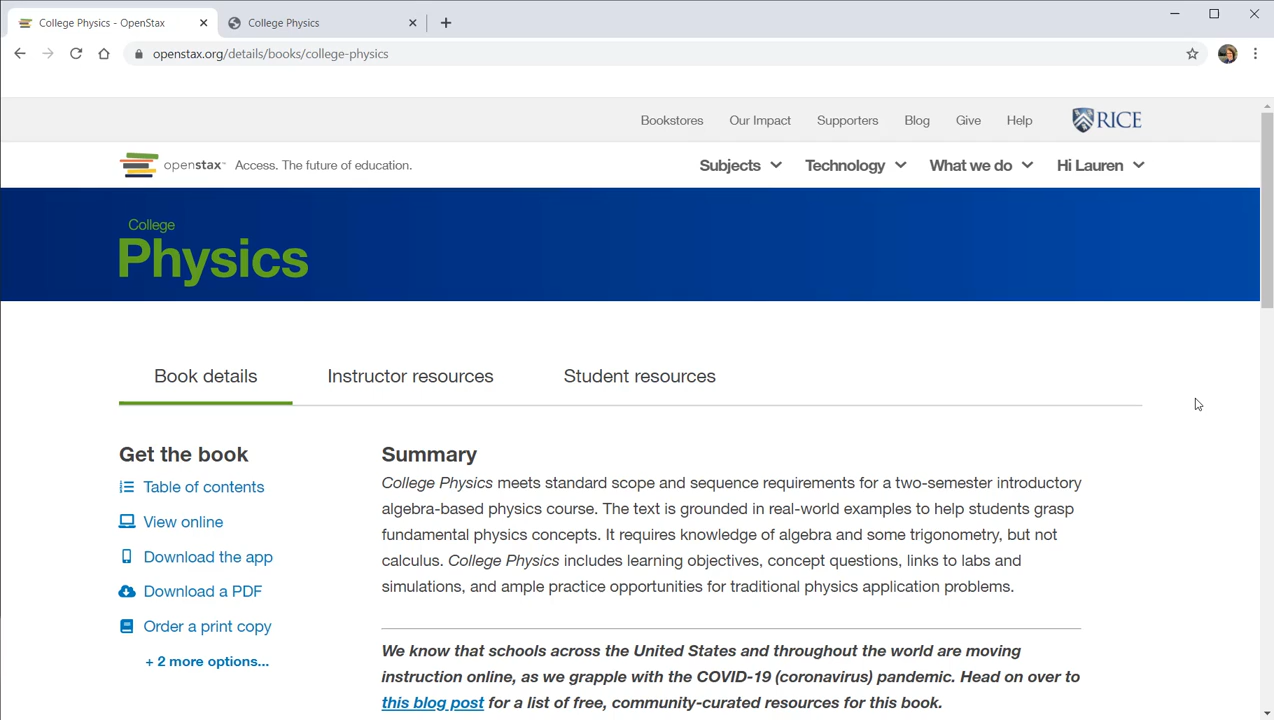 College Physics - OpenStax
College Physics
openstax.org/details/books/college-physics
Bookstores Our Impact Supporters Blog Give Help RICE
openstax™ Access. The future of education. Subjects Technology What we do Hi Lauren
College
Physics
Book details Instructor resources Student resources
Get the book
Table of contents
View online
Download the app
Download a PDF
Order a print copy
+ 2 more options...
Summary
College Physics meets standard scope and sequence requirements for a two-semester introductory
algebra-based physics course. The text is grounded in real-world examples to help students grasp
fundamental physics concepts. It requires knowledge of algebra and some trigonometry, but not
calculus. College Physics includes learning objectives, concept questions, links to labs and
simulations, and ample practice opportunities for traditional physics application problems.
We know that schools across the United States and throughout the world are moving
instruction online, as we grapple with the COVID-19 (coronavirus) pandemic. Head on over to
this blog post for a list of free, community-curated resources for this book.